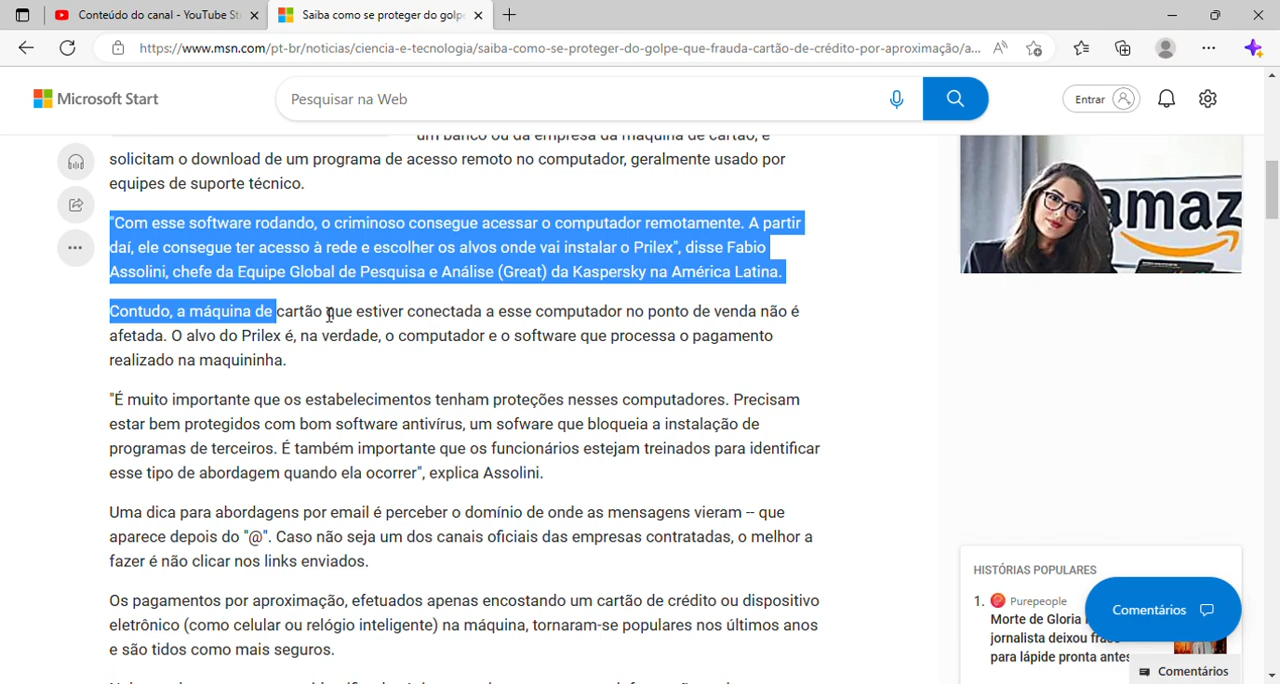 Conteúdo do canal - YouTube St
Saiba como se proteger do golpe
https://www.msn.com/pt-br/noticias/ciencia-e-tecnologia/saiba-como-se-proteger-do-golpe-que-frauda-cartão-de-crédito-por-aproximação/a...
Microsoft Start
Pesquisar na Web
Entrar
um banco ou da empresa da máquina de cartão, e
solicitam o download de um programa de acesso remoto no computador, geralmente usado por
equipes de suporte técnico.
"Com esse software rodando, o criminoso consegue acessar o computador remotamente. A partir
daí, ele consegue ter acesso à rede e escolher os alvos onde vai instalar o Prilex", disse Fabio
Assolini, chefe da Equipe Global de Pesquisa e Análise (Great) da Kaspersky na América Latina.
Contudo, a máquina de cartão que estiver conectada a esse computador no ponto de venda não é
afetada. O alvo do Prilex é, na verdade, o computador e o software que processa o pagamento
realizado na maquininha.
"É muito importante que os estabelecimentos tenham proteções nesses computadores. Precisam
estar bem protegidos com bom software antivírus, um sofware que bloqueia a instalação de
programas de terceiros. É também importante que os funcionários estejam treinados para identificar
esse tipo de abordagem quando ela ocorrer", explica Assolini.
Uma dica para abordagens por email é perceber o domínio de onde as mensagens vieram -- que
aparece depois do "@". Caso não seja um dos canais oficiais das empresas contratadas, o melhor a
fazer é não clicar nos links enviados.
Os pagamentos por aproximação, efetuados apenas encostando um cartão de crédito ou dispositivo
eletrônico (como celular ou relógio inteligente) na máquina, tornaram-se populares nos últimos anos
e são tidos como mais seguros.
amaz
HISTÓRIAS POPULARES
1. Purepeople
Morte de Gloria
jornalista deixou
para lápide pronta antes
Comentários
Comentários